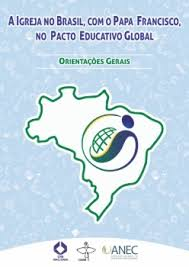 A IGREJA NO BRASIL, COM O PAPA FRANCISCO,
NO PACTO EDUCATIVO GLOBAL
ORIENTAÇÕES GERAIS
ANEC